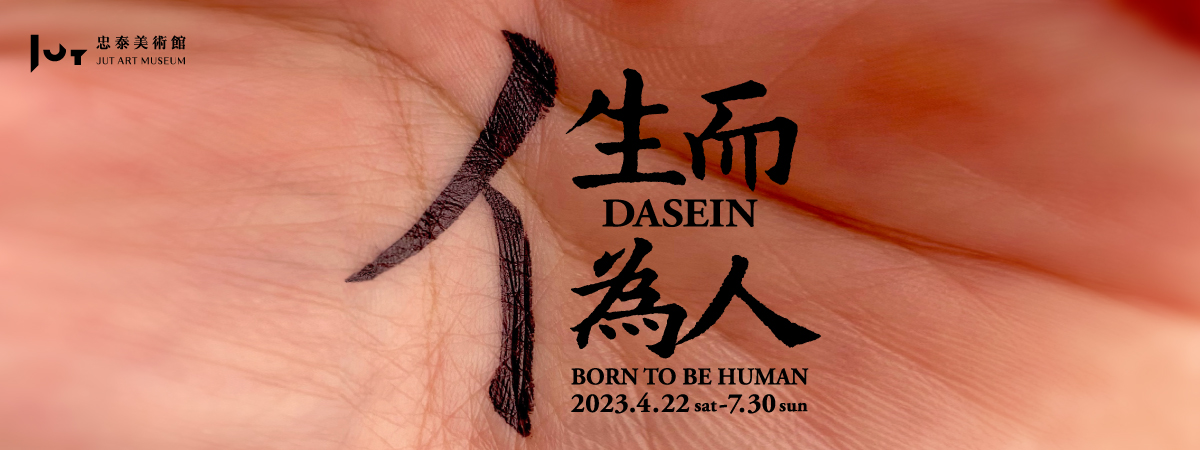 JUT 忠泰美術館
JUT ART MUSEUM
亻
生而
DASEIN
為人
BORN TO BE HUMAN
2023.4.22 sat-7.30 sun